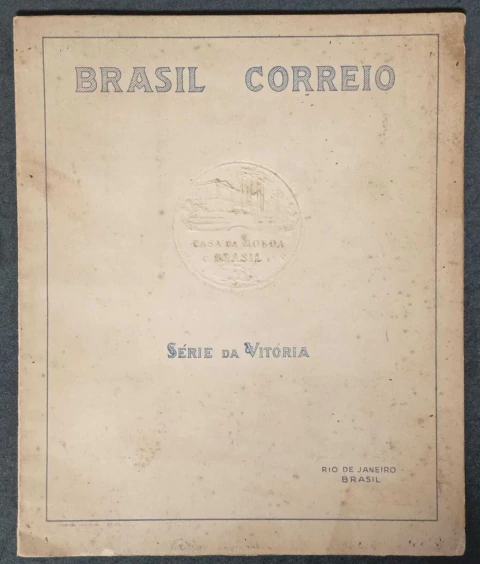 BRASIL CORREIO
CASA DA MOEDA
BRASIL
SÉRIE DA VITÓRIA
RIO DE JANEIRO
BRASIL